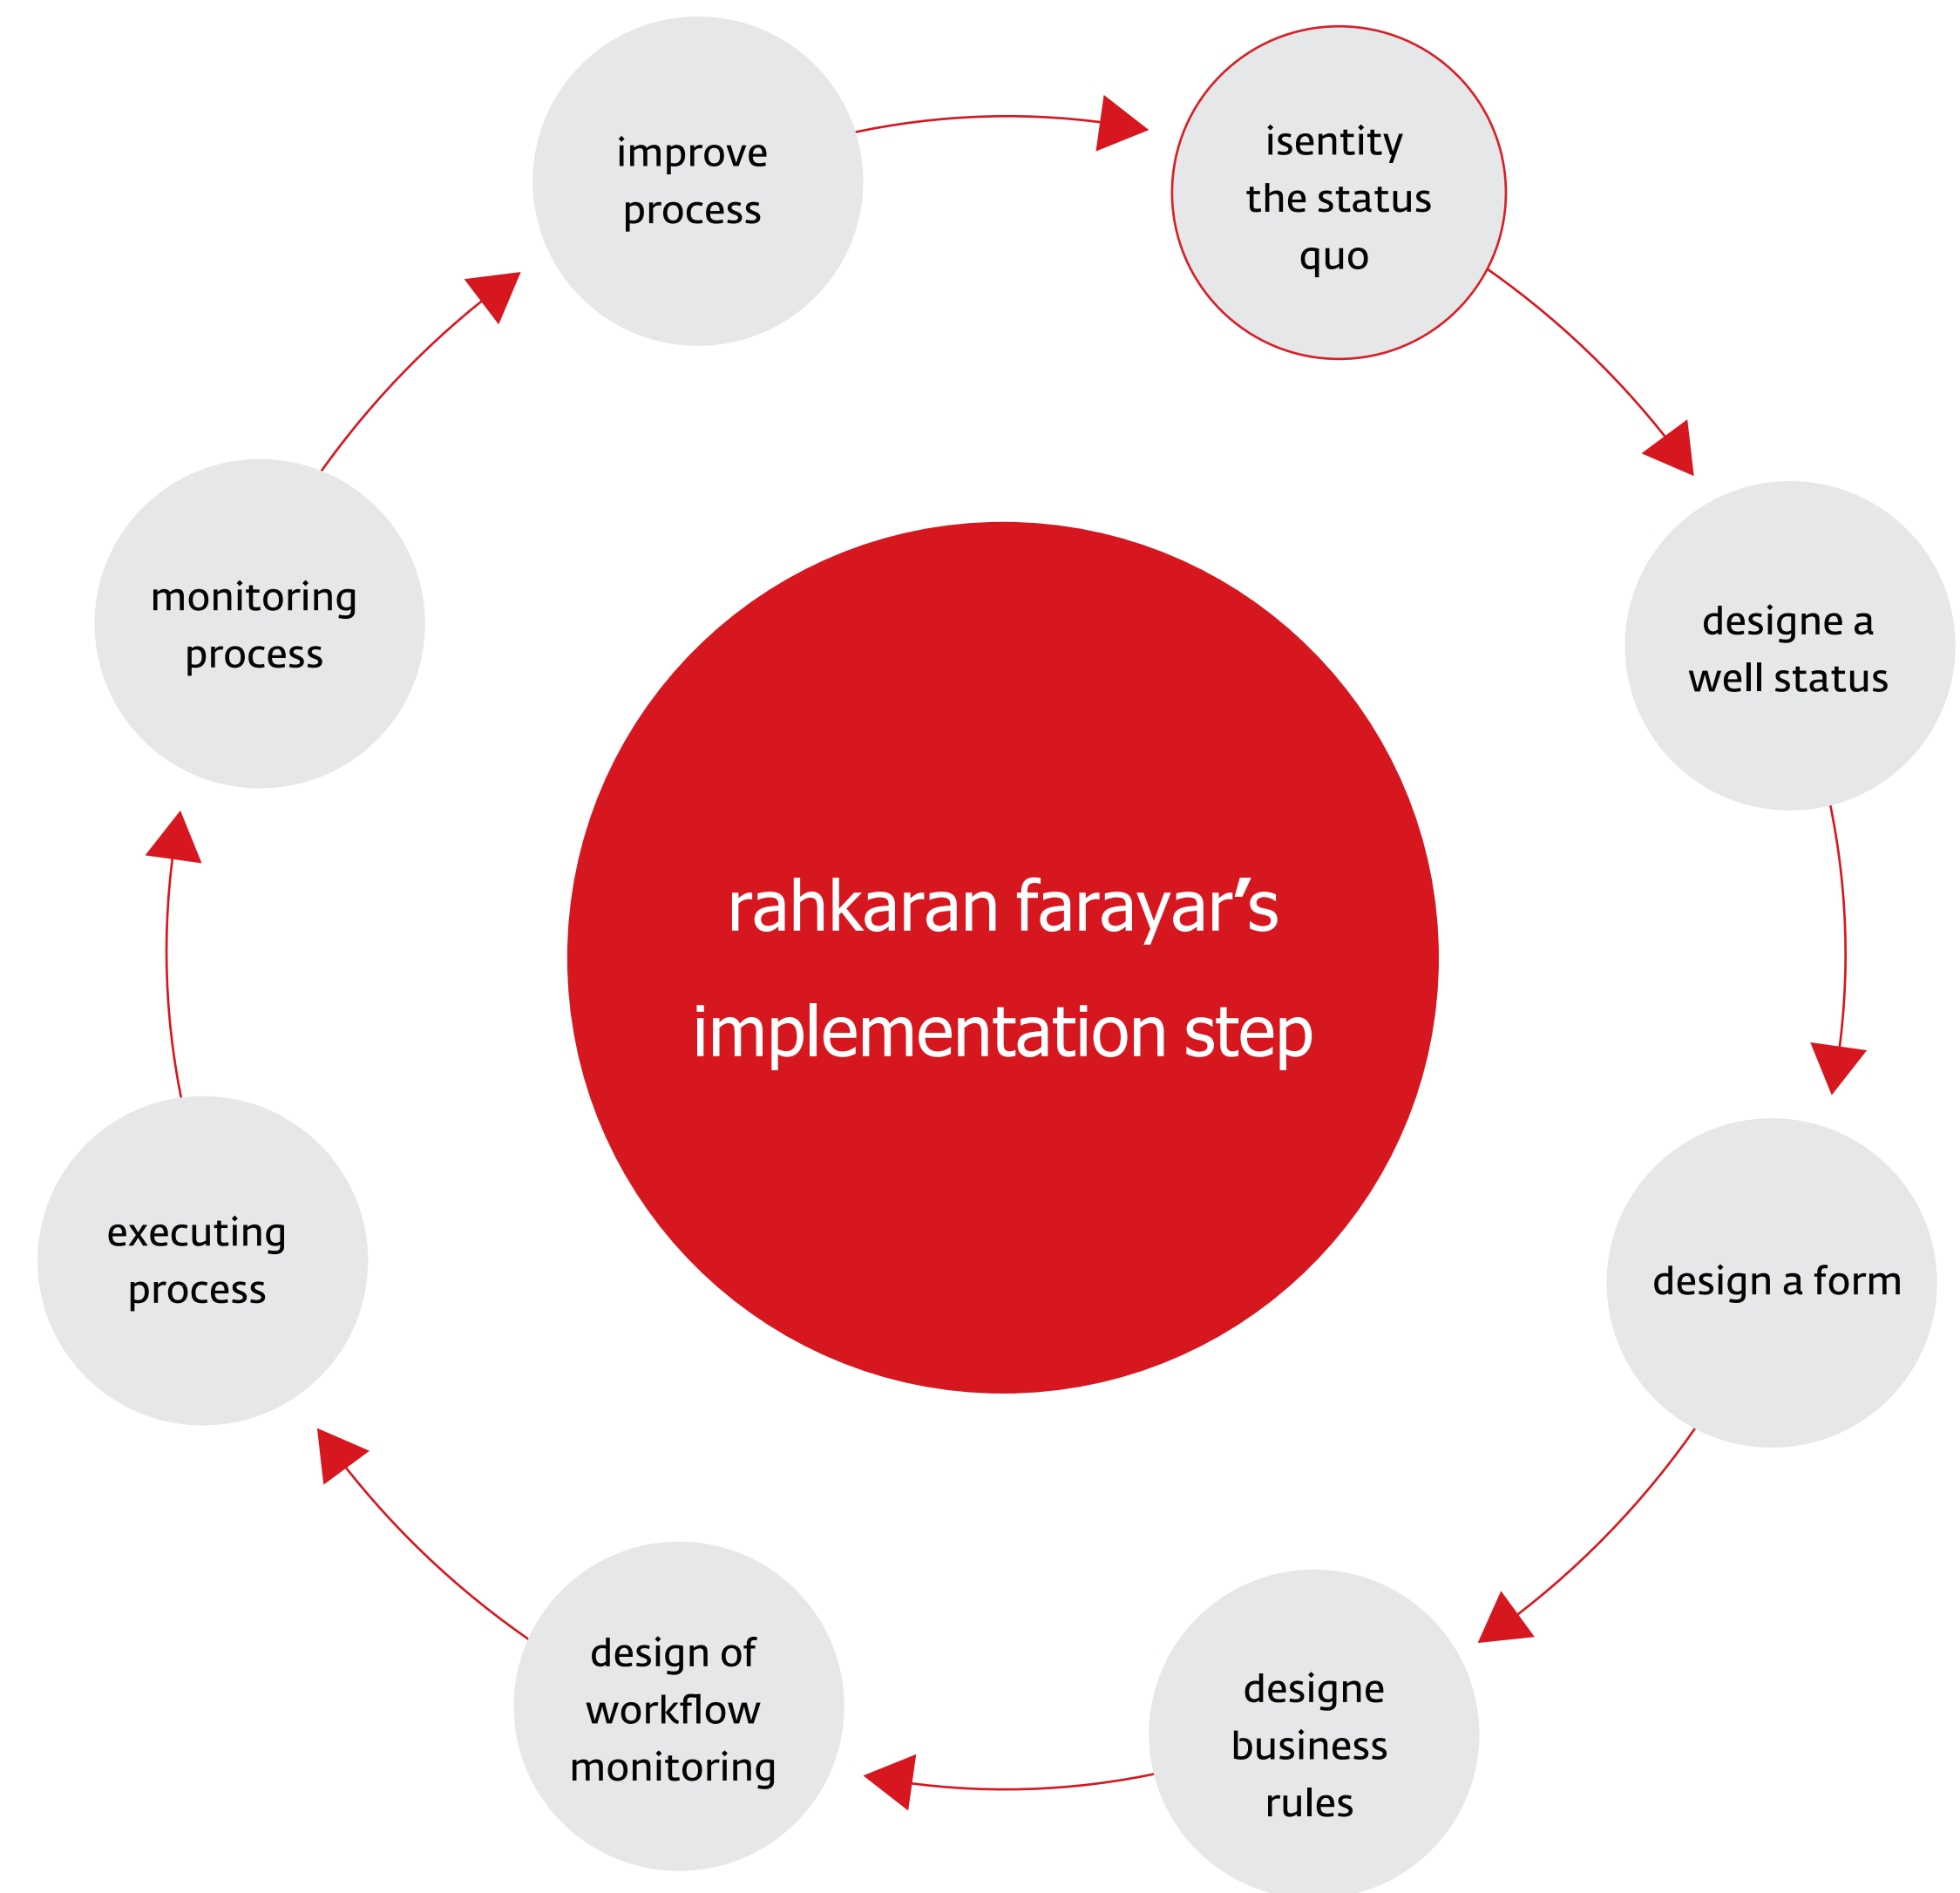 improve
process
isentity
the status
quo
designe a
well status
design a form
designe
business
rules
design of
workflow
monitoring
executing
process
monitoring
process
rahkaran farayar’s
implementation step